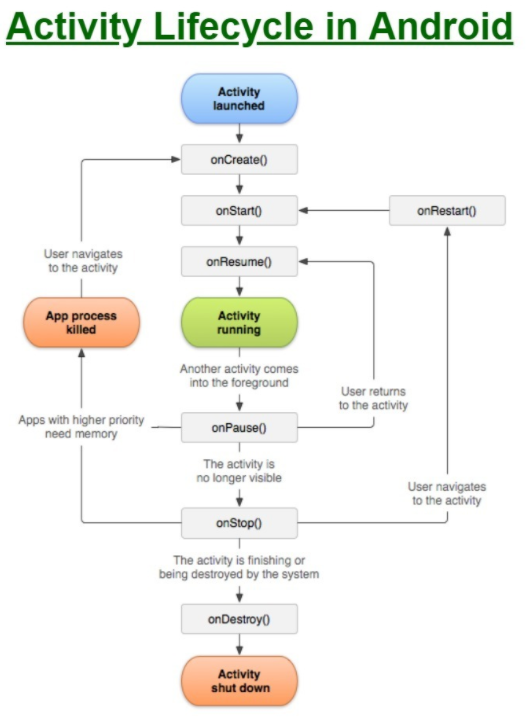 Activity Lifecycle in Android
Activity
launched
onCreate()
onStart()
onRestart()
onResume()
User navigates
to the activity
App process
killed
Activity
running
Another activity comes
into the foreground
User returns
to the activity
Apps with higher priority
need memory
onPause()
The activity is
no longer visible
User navigates
to the activity
onStop()
The activity is finishing or
being destroyed by the system
onDestroy()
Activity
shut down